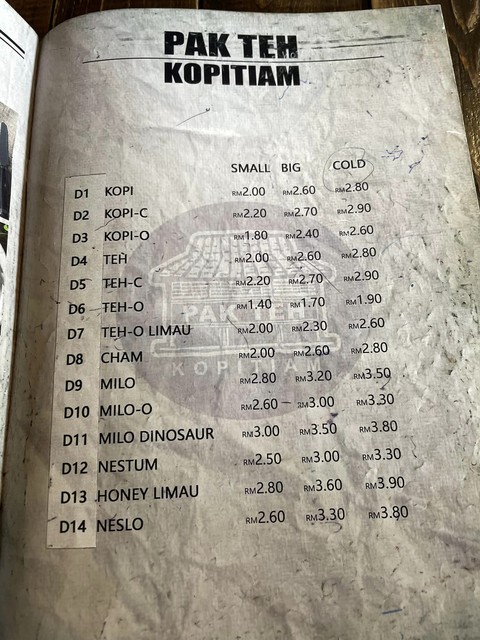 PAK TEH
KOPITIAM
SMALL BIG COLD
D1 KOPI RM2.00 RM2.60 RM2.80
D2 KOPI-C RM2.20 RM2.70 RM2.90
D3 KOPI-O RM1.80 RM2.40 RM2.60
D4 TEH RM2.00 RM2.60 RM2.80
D5 TEH-C RM2.20 RM2.70 RM2.90
D6 TEH-O RM1.40 RM1.70 RM1.90
D7 TEH-O LIMAU RM2.00 RM2.30 RM2.60
D8 CHAM RM2.00 RM2.60 RM2.80
D9 MILO RM2.80 RM3.20 RM3.50
D10 MILO-O RM2.60 RM3.00 RM3.30
D11 MILO DINOSAUR RM3.00 RM3.50 RM3.80
D12 NESTUM RM2.50 RM3.00 RM3.30
D13 HONEY LIMAU RM2.80 RM3.60 RM3.90
D14 NESLO RM2.60 RM3.30 RM3.80
PAK TEH
KOPITIAM